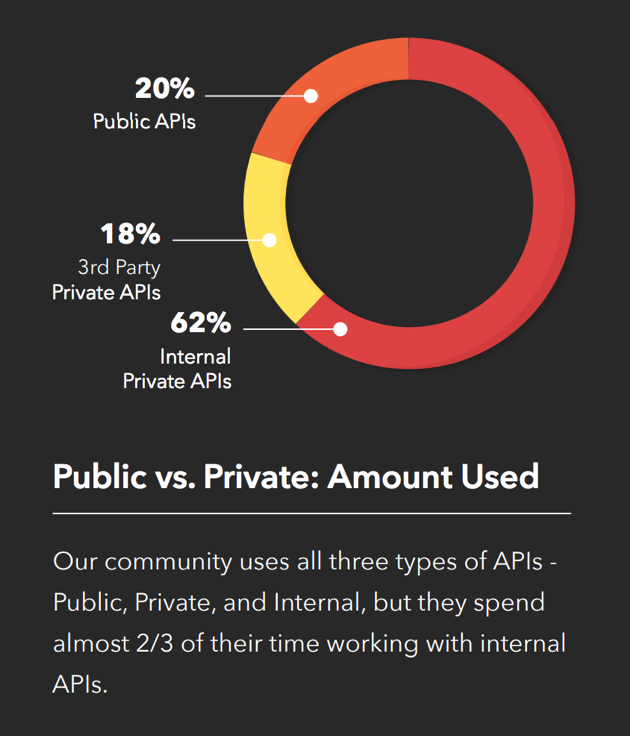 20%
Public APIs
18%
3rd Party
Private APIs
62%
Internal
Private APIs
Public vs. Private: Amount Used
Our community uses all three types of APIs -
Public, Private, and Internal, but they spend
almost 2/3 of their time working with internal
APIs.